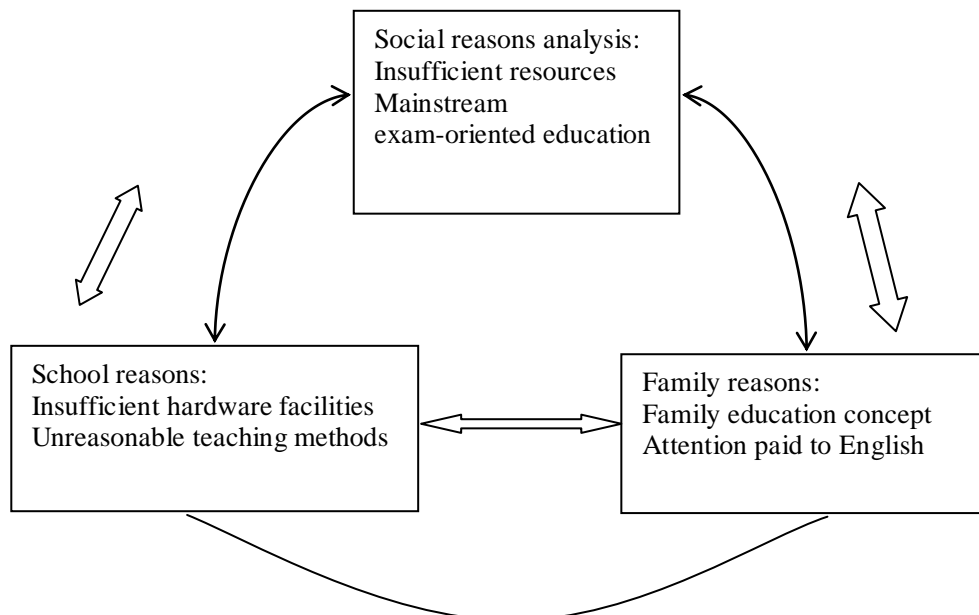 Social reasons analysis:
Insufficient resources
Mainstream
exam-oriented education
School reasons:
Insufficient hardware facilities
Unreasonable teaching methods
Family reasons:
Family education concept
Attention paid to English